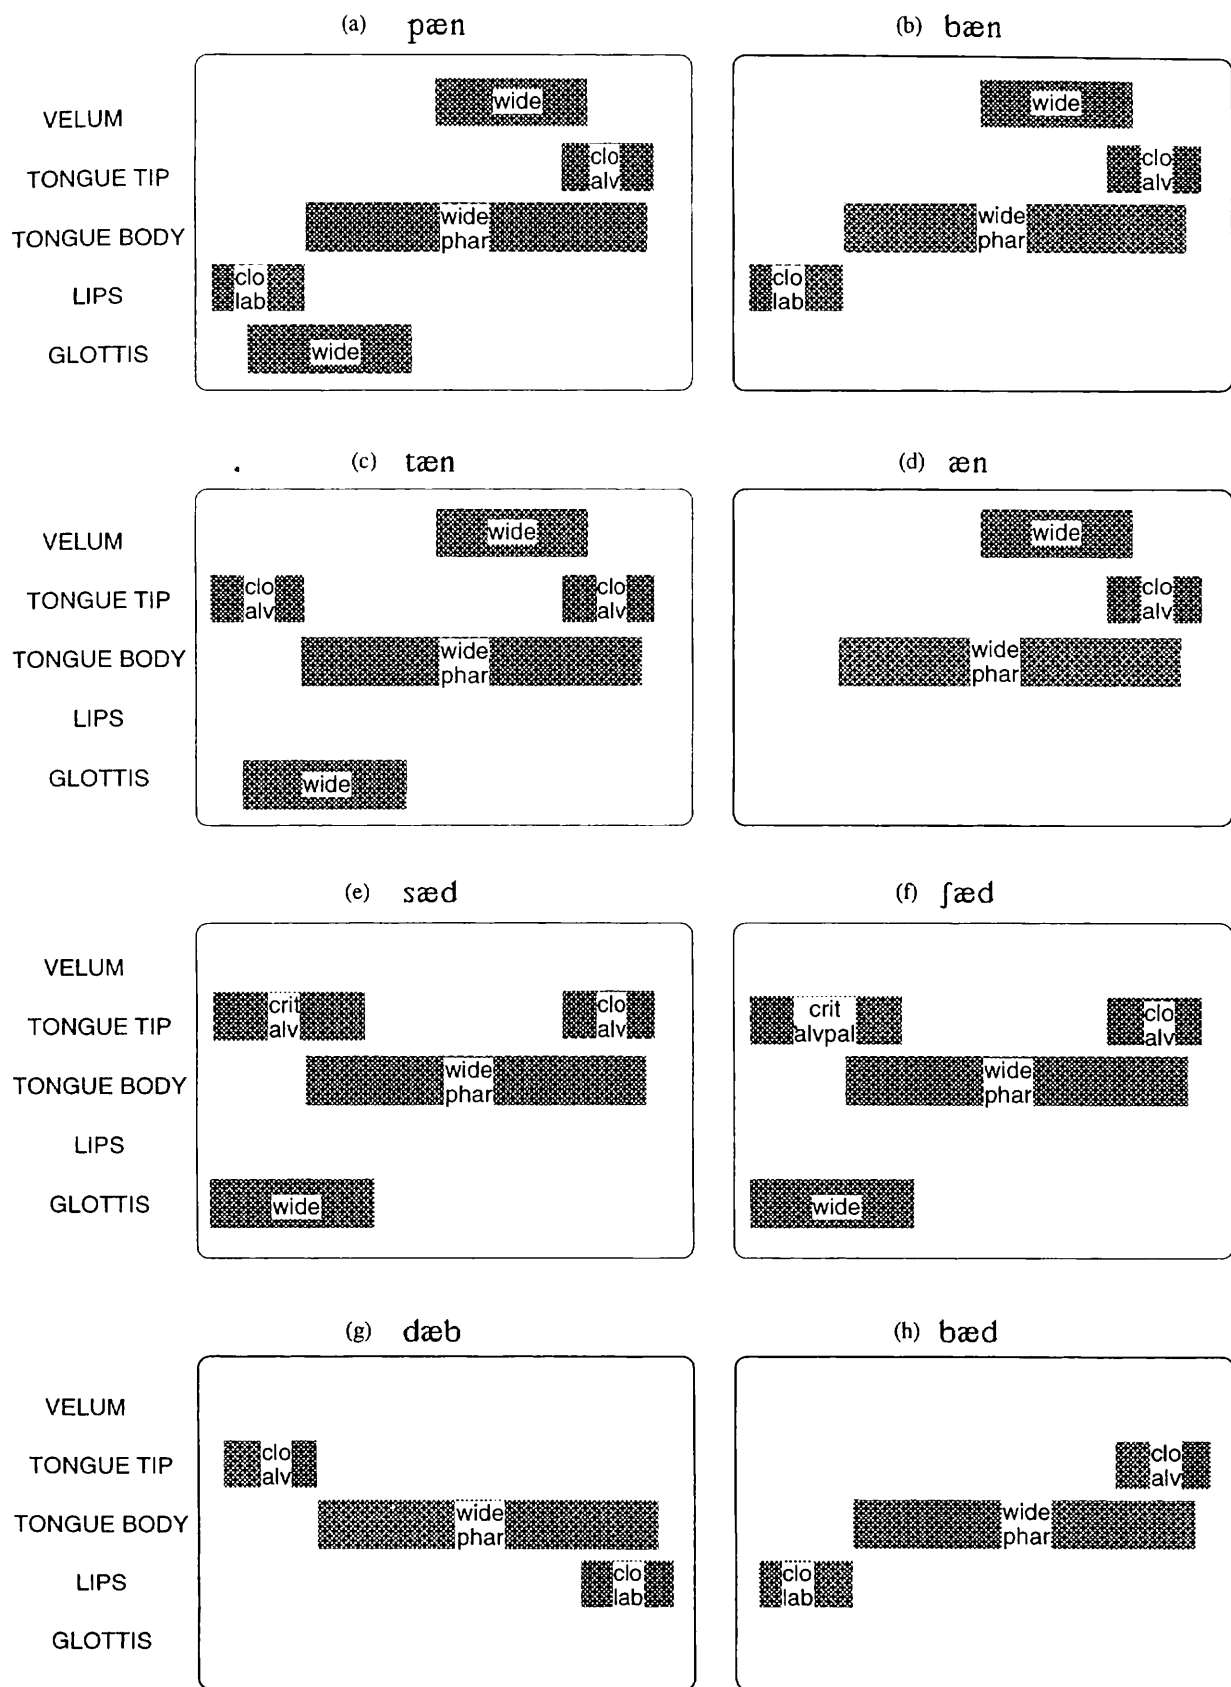 (a) pæn
(b) bæn
VELUM
wide
wide
TONGUE TIP
clo
alv
clo
alv
TONGUE BODY
wide
phar
wide
phar
LIPS
clo
lab
clo
lab
GLOTTIS
wide
(c) tæn
(d) æn
VELUM
wide
wide
TONGUE TIP
clo
alv
clo
alv
clo
alv
TONGUE BODY
wide
phar
wide
phar
LIPS
GLOTTIS
wide
(e) sæd
(f) ʃæd
VELUM
TONGUE TIP
crit
alv
clo
alv
crit
alvpal
clo
alv
TONGUE BODY
wide
phar
wide
phar
LIPS
GLOTTIS
wide
wide
(g) dæb
(h) bæd
VELUM
TONGUE TIP
clo
alv
clo
alv
TONGUE BODY
wide
phar
wide
phar
LIPS
clo
lab
clo
lab
GLOTTIS